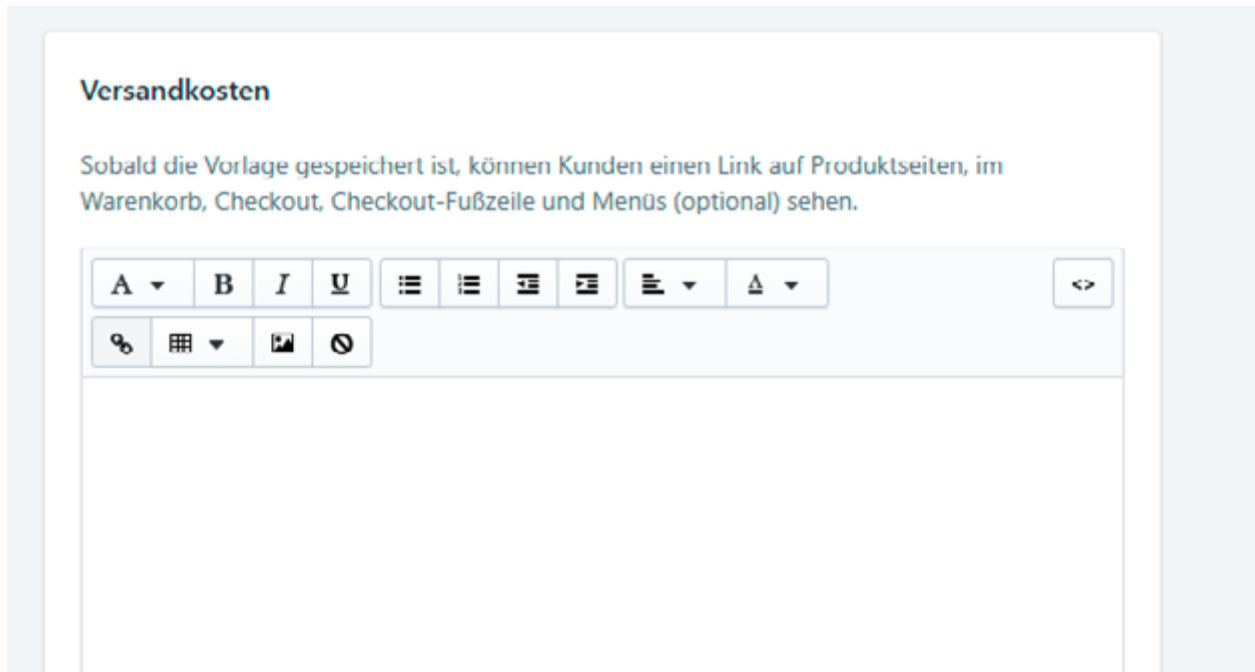 Versandkosten
Sobald die Vorlage gespeichert ist, können Kunden einen Link auf Produktseiten, im
Warenkorb, Checkout, Checkout-Fußzeile und Menüs (optional) sehen.
A B I U A <>